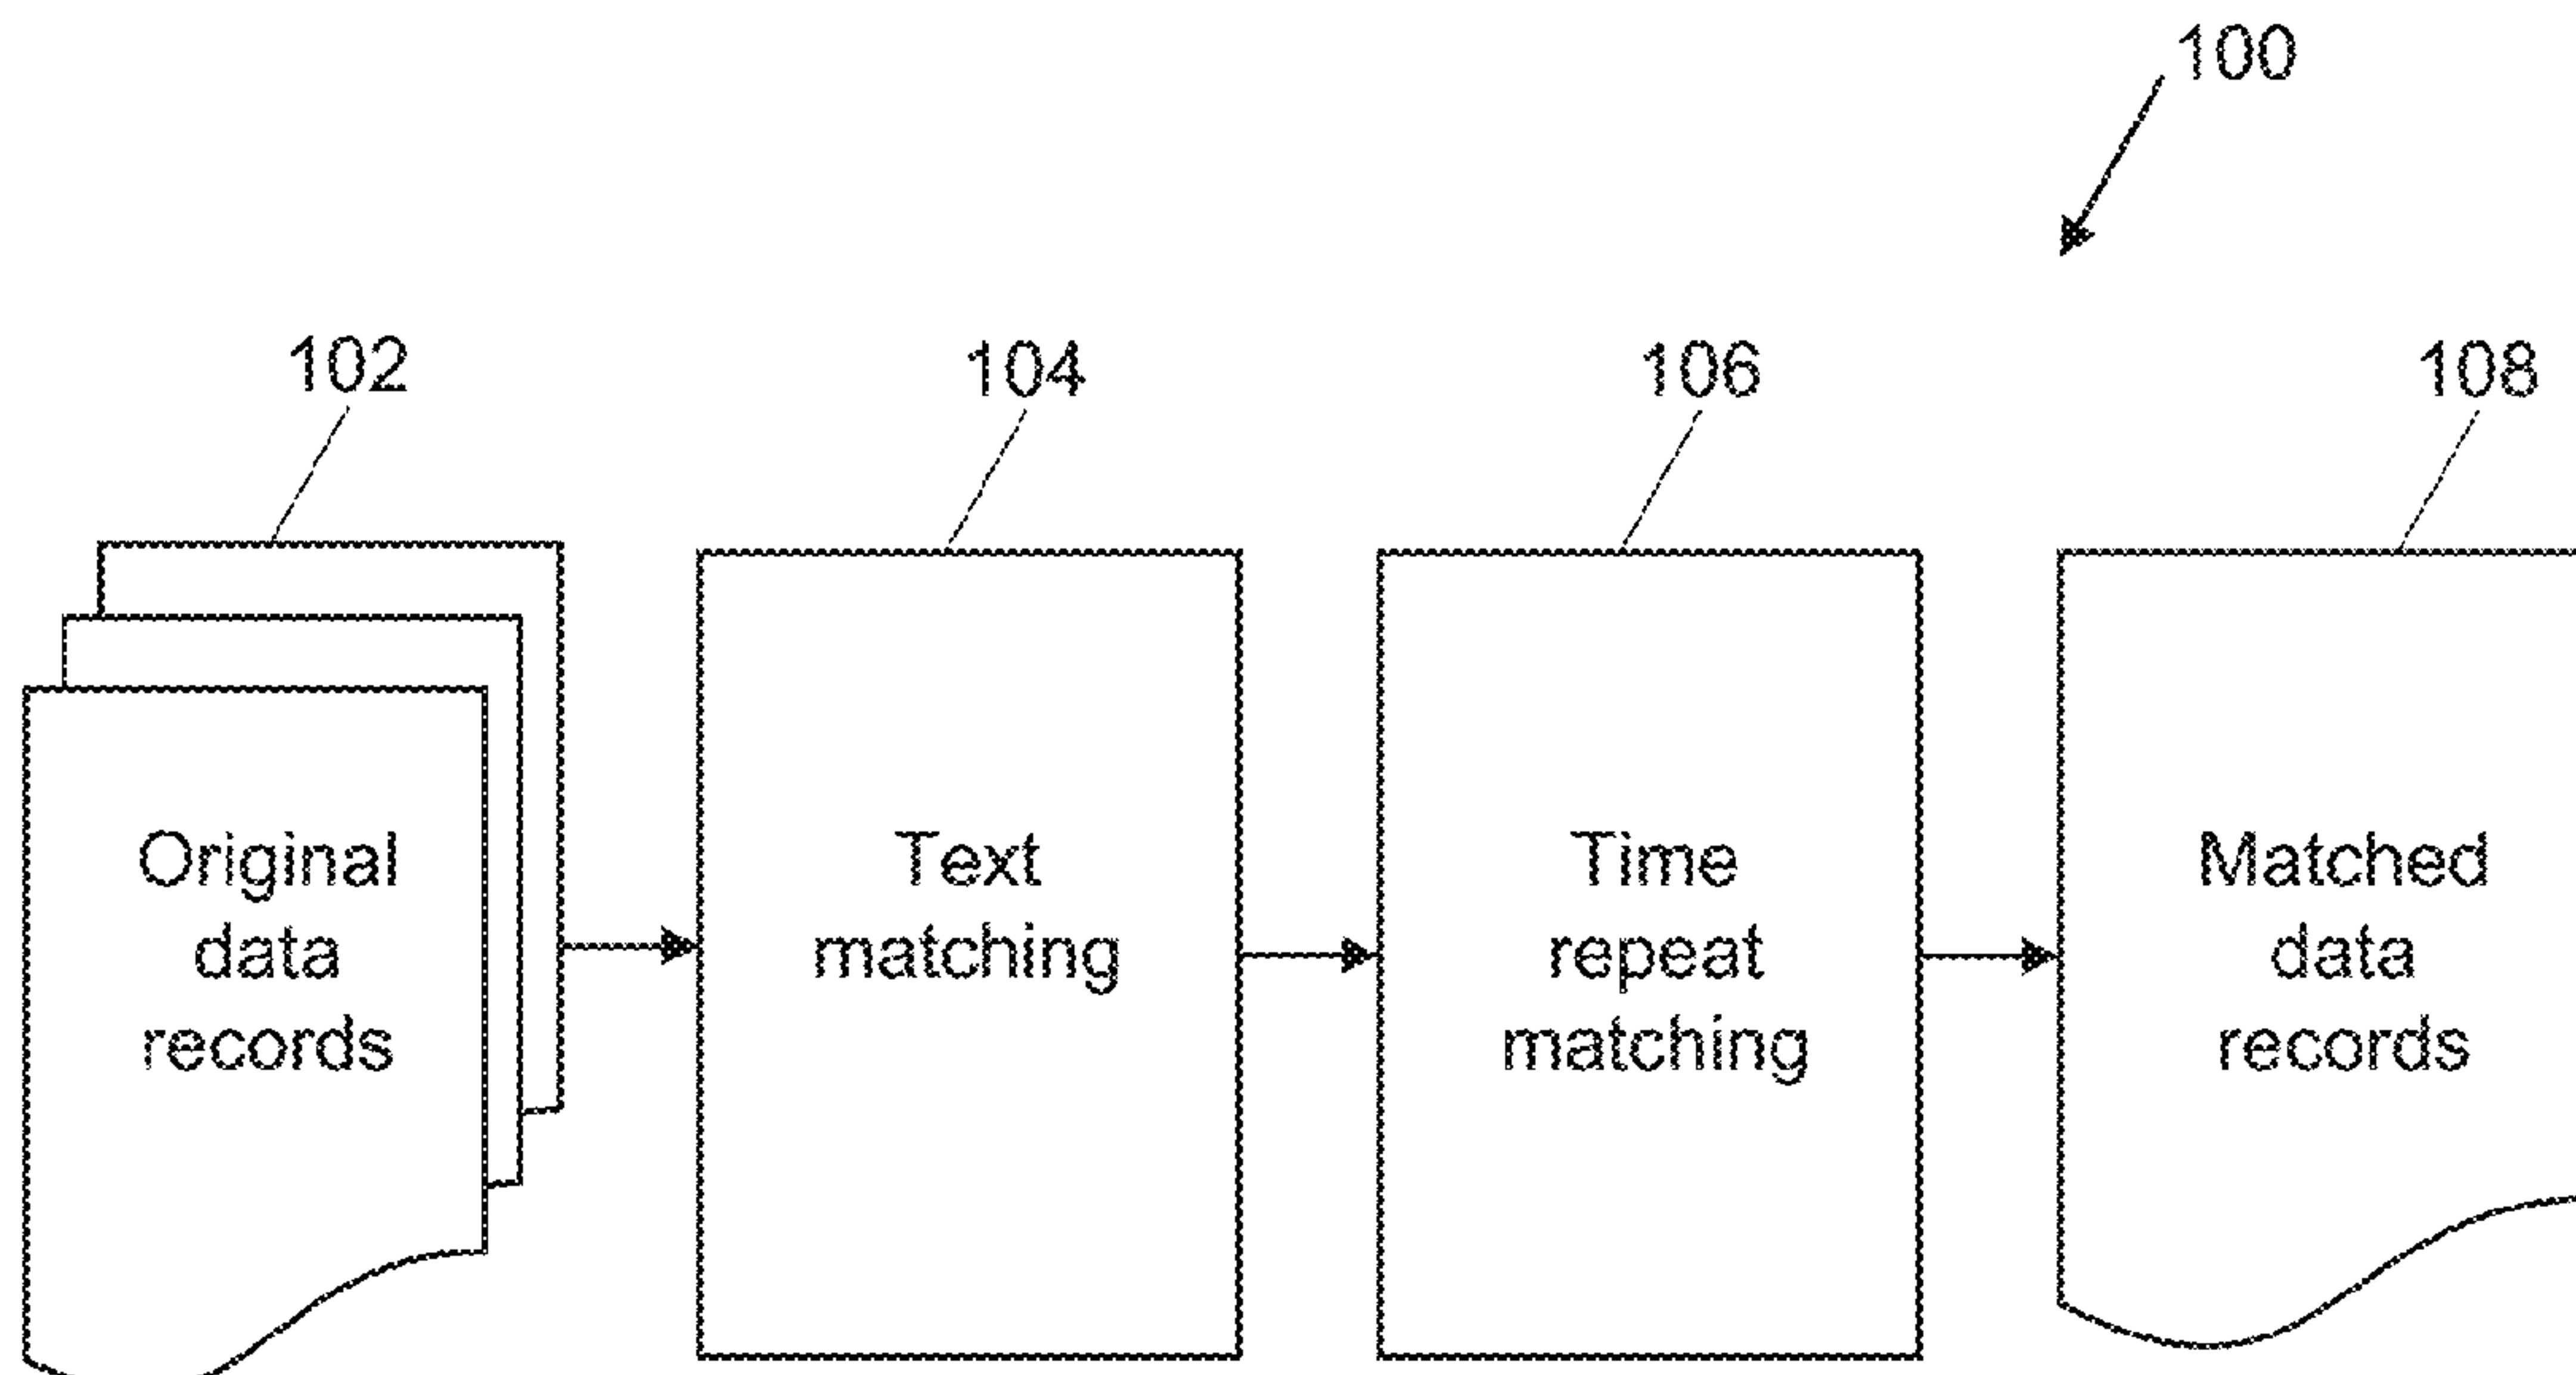 100
102
104
106
108
Original
data
records
Text
matching
Time
repeat
matching
Matched
data
records